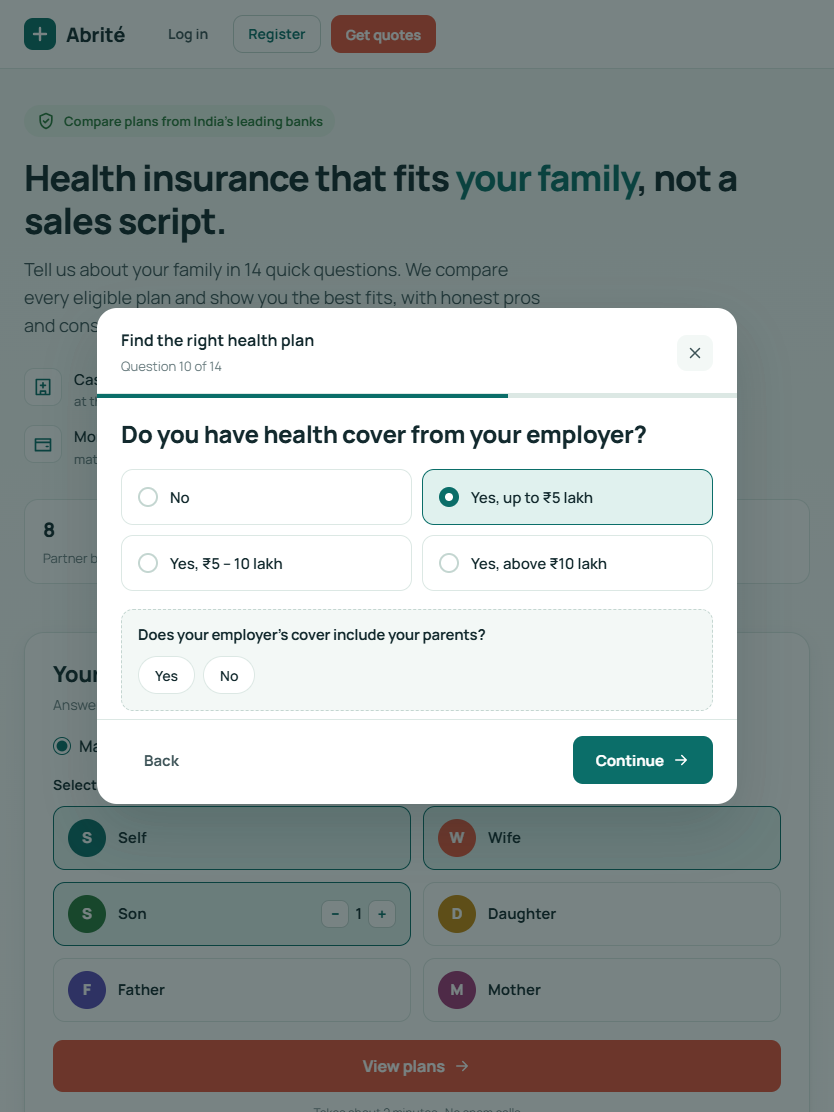 Abrité
Log in
Register
Get quotes
Compare plans from India's leading banks
Health insurance that fits your family, not a
sales script.
Tell us about your family in 14 quick questions. We compare
every eligible plan and show you the best fits, with honest pros
and cons
Find the right health plan
Question 10 of 14
Do you have health cover from your employer?
No
Yes, up to ₹5 lakh
Yes, ₹5 – 10 lakh
Yes, above ₹10 lakh
Does your employer's cover include your parents?
Yes
No
Back
Continue
8
Partner b
Your
Answe
Select
S
Self
W
Wife
S
Son
− 1 +
D
Daughter
F
Father
M
Mother
View plans